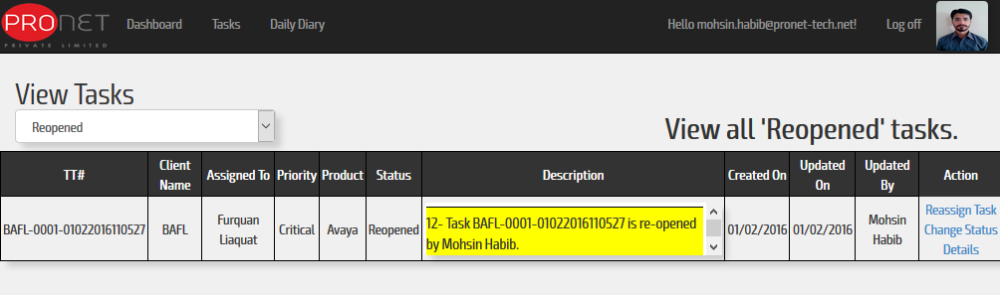 PRONET
PRIVATE LIMITED
Dashboard Tasks Daily Diary Hello mohsin.habib@pronet-tech.net! Log off
View Tasks
Reopened
View all 'Reopened' tasks.
TT# Client Name Assigned To Priority Product Status Description Created On Updated On Updated By Action
BAFL-0001-01022016110527 BAFL Furquan Liaquat Critical Avaya Reopened 12- Task BAFL-0001-01022016110527 is re-opened by Mohsin Habib. 01/02/2016 01/02/2016 Mohsin Habib Reassign Task
Change Status
Details